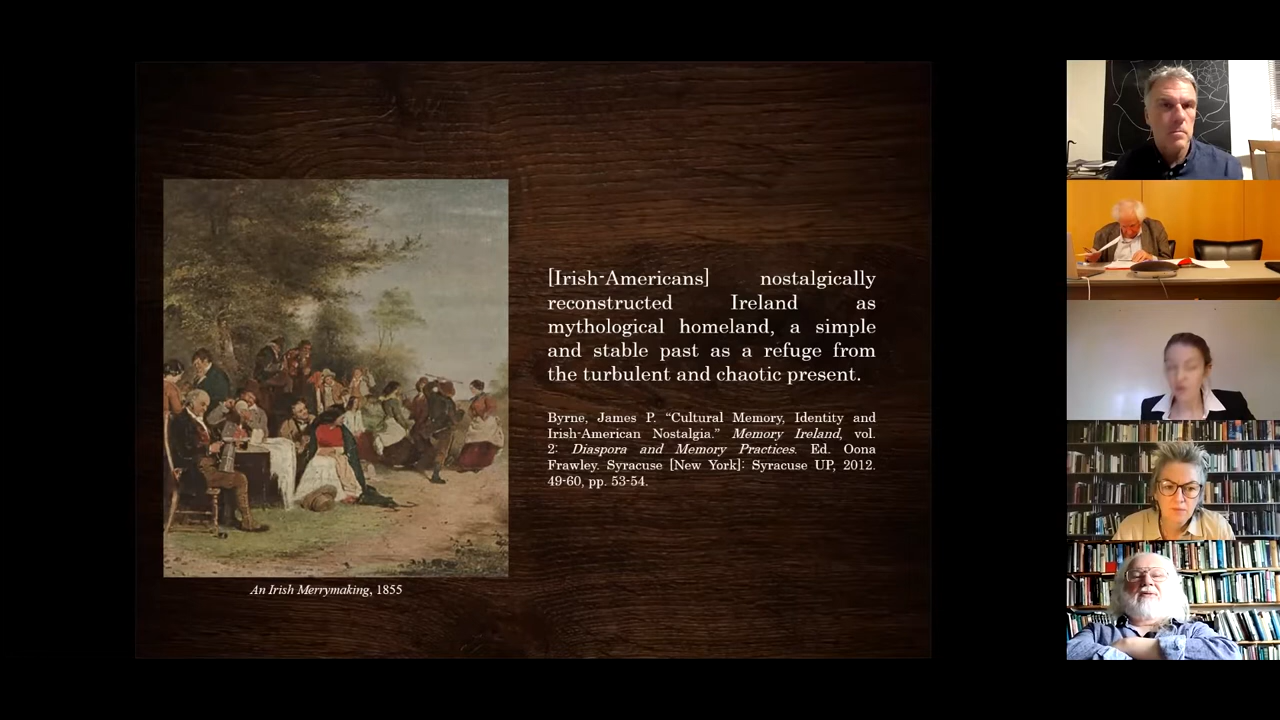 [Irish-Americans] nostalgically
reconstructed Ireland as
mythological homeland, a simple
and stable past as a refuge from
the turbulent and chaotic present.
Byrne, James P. “Cultural Memory, Identity and
Irish-American Nostalgia.” Memory Ireland, vol.
2: Diaspora and Memory Practices. Ed. Oona
Frawley. Syracuse [New York]: Syracuse UP, 2012.
49-60, pp. 53-54.
An Irish Merrymaking, 1855